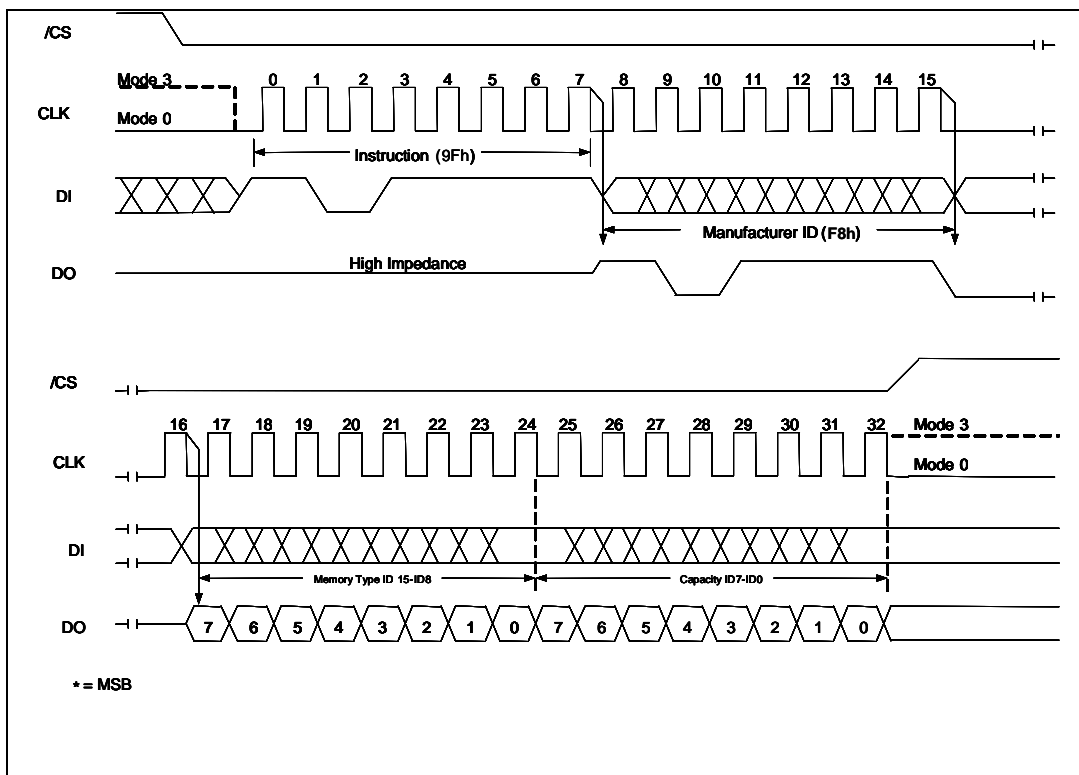 /CS
Mode 3
0 1 2 3 4 5 6 7 8 9 10 11 12 13 14 15
CLK
Mode 0
Instruction (9Fh)
DI
Manufacturer ID (F8h)
High Impedance
DO
/CS
16 17 18 19 20 21 22 23 24 25 26 27 28 29 30 31 32
Mode 3
CLK
Mode 0
DI
Memory Type ID 15-ID8
Capacity ID7-ID0
DO
7 6 5 4 3 2 1 0 7 6 5 4 3 2 1 0
* = MSB